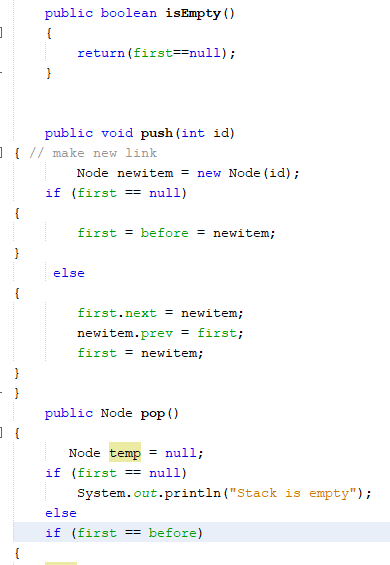 public boolean isEmpty()
{
return(first==null);
}
public void push(int id)
{ // make new link
Node newitem = new Node(id);
if (first == null)
{
first = before = newitem;
}
else
{
first.next = newitem;
newitem.prev = first;
first = newitem;
}
}
public Node pop()
{
Node temp = null;
if (first == null)
System.out.println("Stack is empty");
else
if (first == before)
{